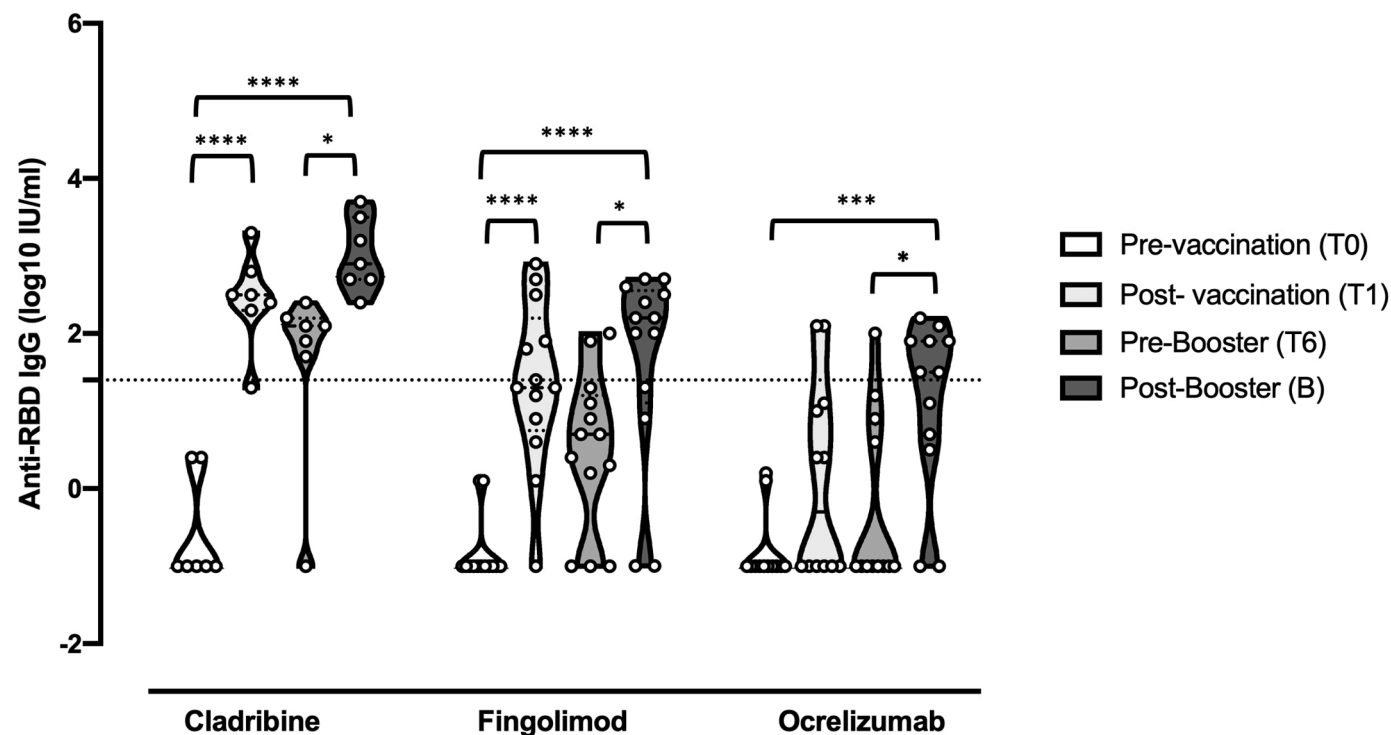 6
4
2
0
-2
Anti-RBD IgG (log10 IU/ml)
****
****
*
****
****
*
***
*
Pre-vaccination (T0)
Post- vaccination (T1)
Pre-Booster (T6)
Post-Booster (B)
Cladribine
Fingolimod
Ocrelizumab